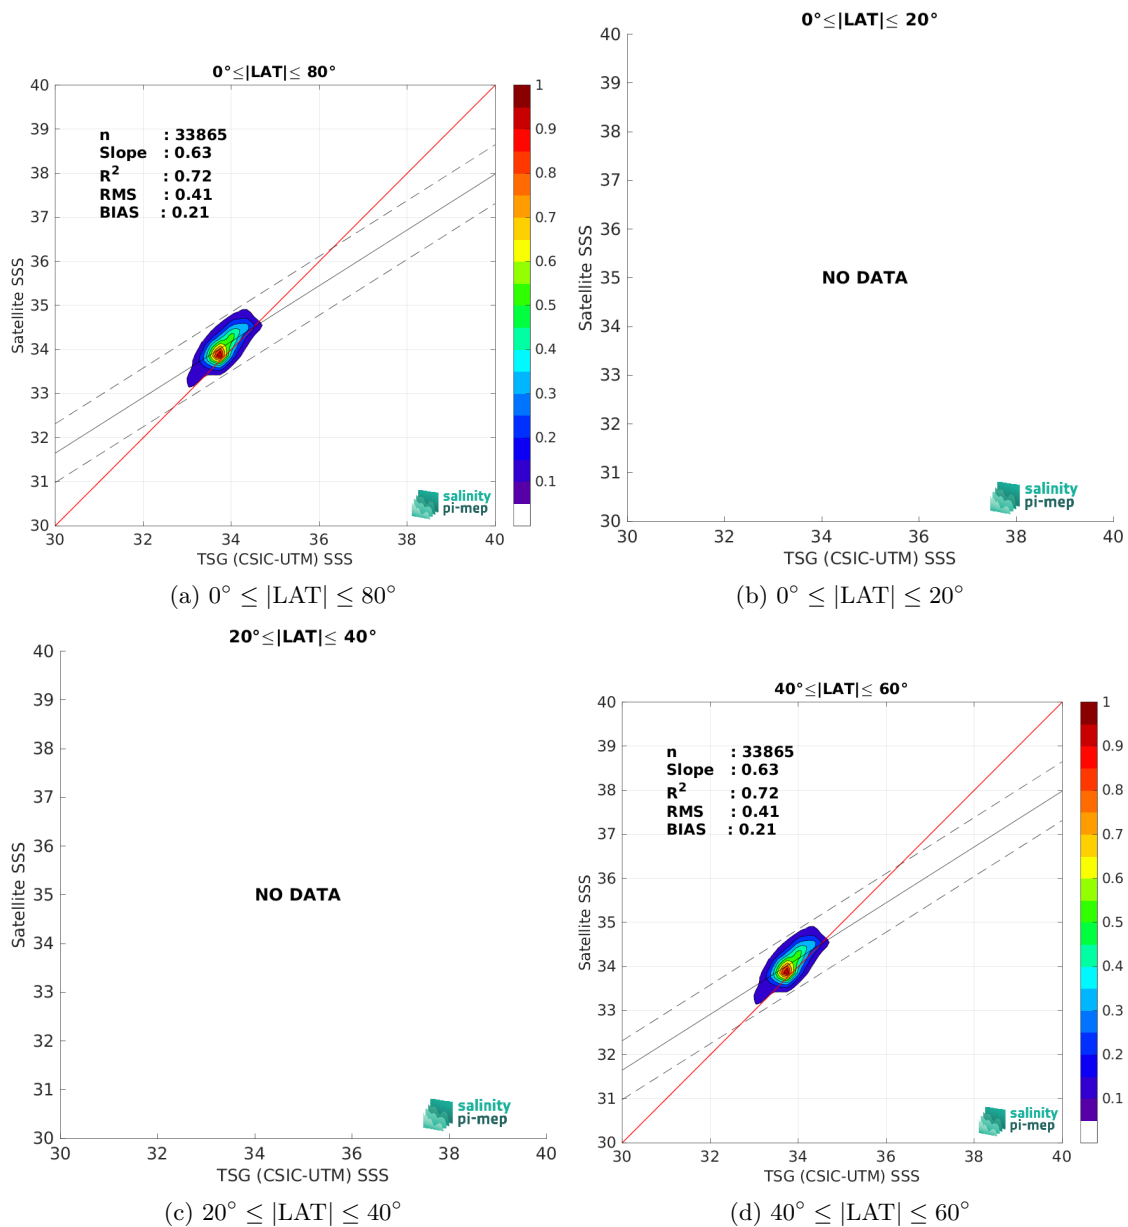 0°≤|LAT|≤ 80°
40
39
38
37
36
35
34
33
32
31
30
n : 33865
Slope : 0.63
R² : 0.72
RMS : 0.41
BIAS : 0.21
1
0.9
0.8
0.7
0.6
0.5
0.4
0.3
0.2
0.1
salinity
pi-mep
30 32 34 36 38 40
Satellite SSS
TSG (CSIC-UTM) SSS
(a) 0° ≤ |LAT| ≤ 80°
0°≤|LAT|≤ 20°
40
39
38
37
36
35
34
33
32
31
30
NO DATA
salinity
pi-mep
30 32 34 36 38 40
Satellite SSS
TSG (CSIC-UTM) SSS
(b) 0° ≤ |LAT| ≤ 20°
20°≤|LAT|≤ 40°
40
39
38
37
36
35
34
33
32
31
30
NO DATA
salinity
pi-mep
30 32 34 36 38 40
Satellite SSS
TSG (CSIC-UTM) SSS
(c) 20° ≤ |LAT| ≤ 40°
40°≤|LAT|≤ 60°
40
39
38
37
36
35
34
33
32
31
30
n : 33865
Slope : 0.63
R² : 0.72
RMS : 0.41
BIAS : 0.21
1
0.9
0.8
0.7
0.6
0.5
0.4
0.3
0.2
0.1
salinity
pi-mep
30 32 34 36 38 40
Satellite SSS
TSG (CSIC-UTM) SSS
(d) 40° ≤ |LAT| ≤ 60°